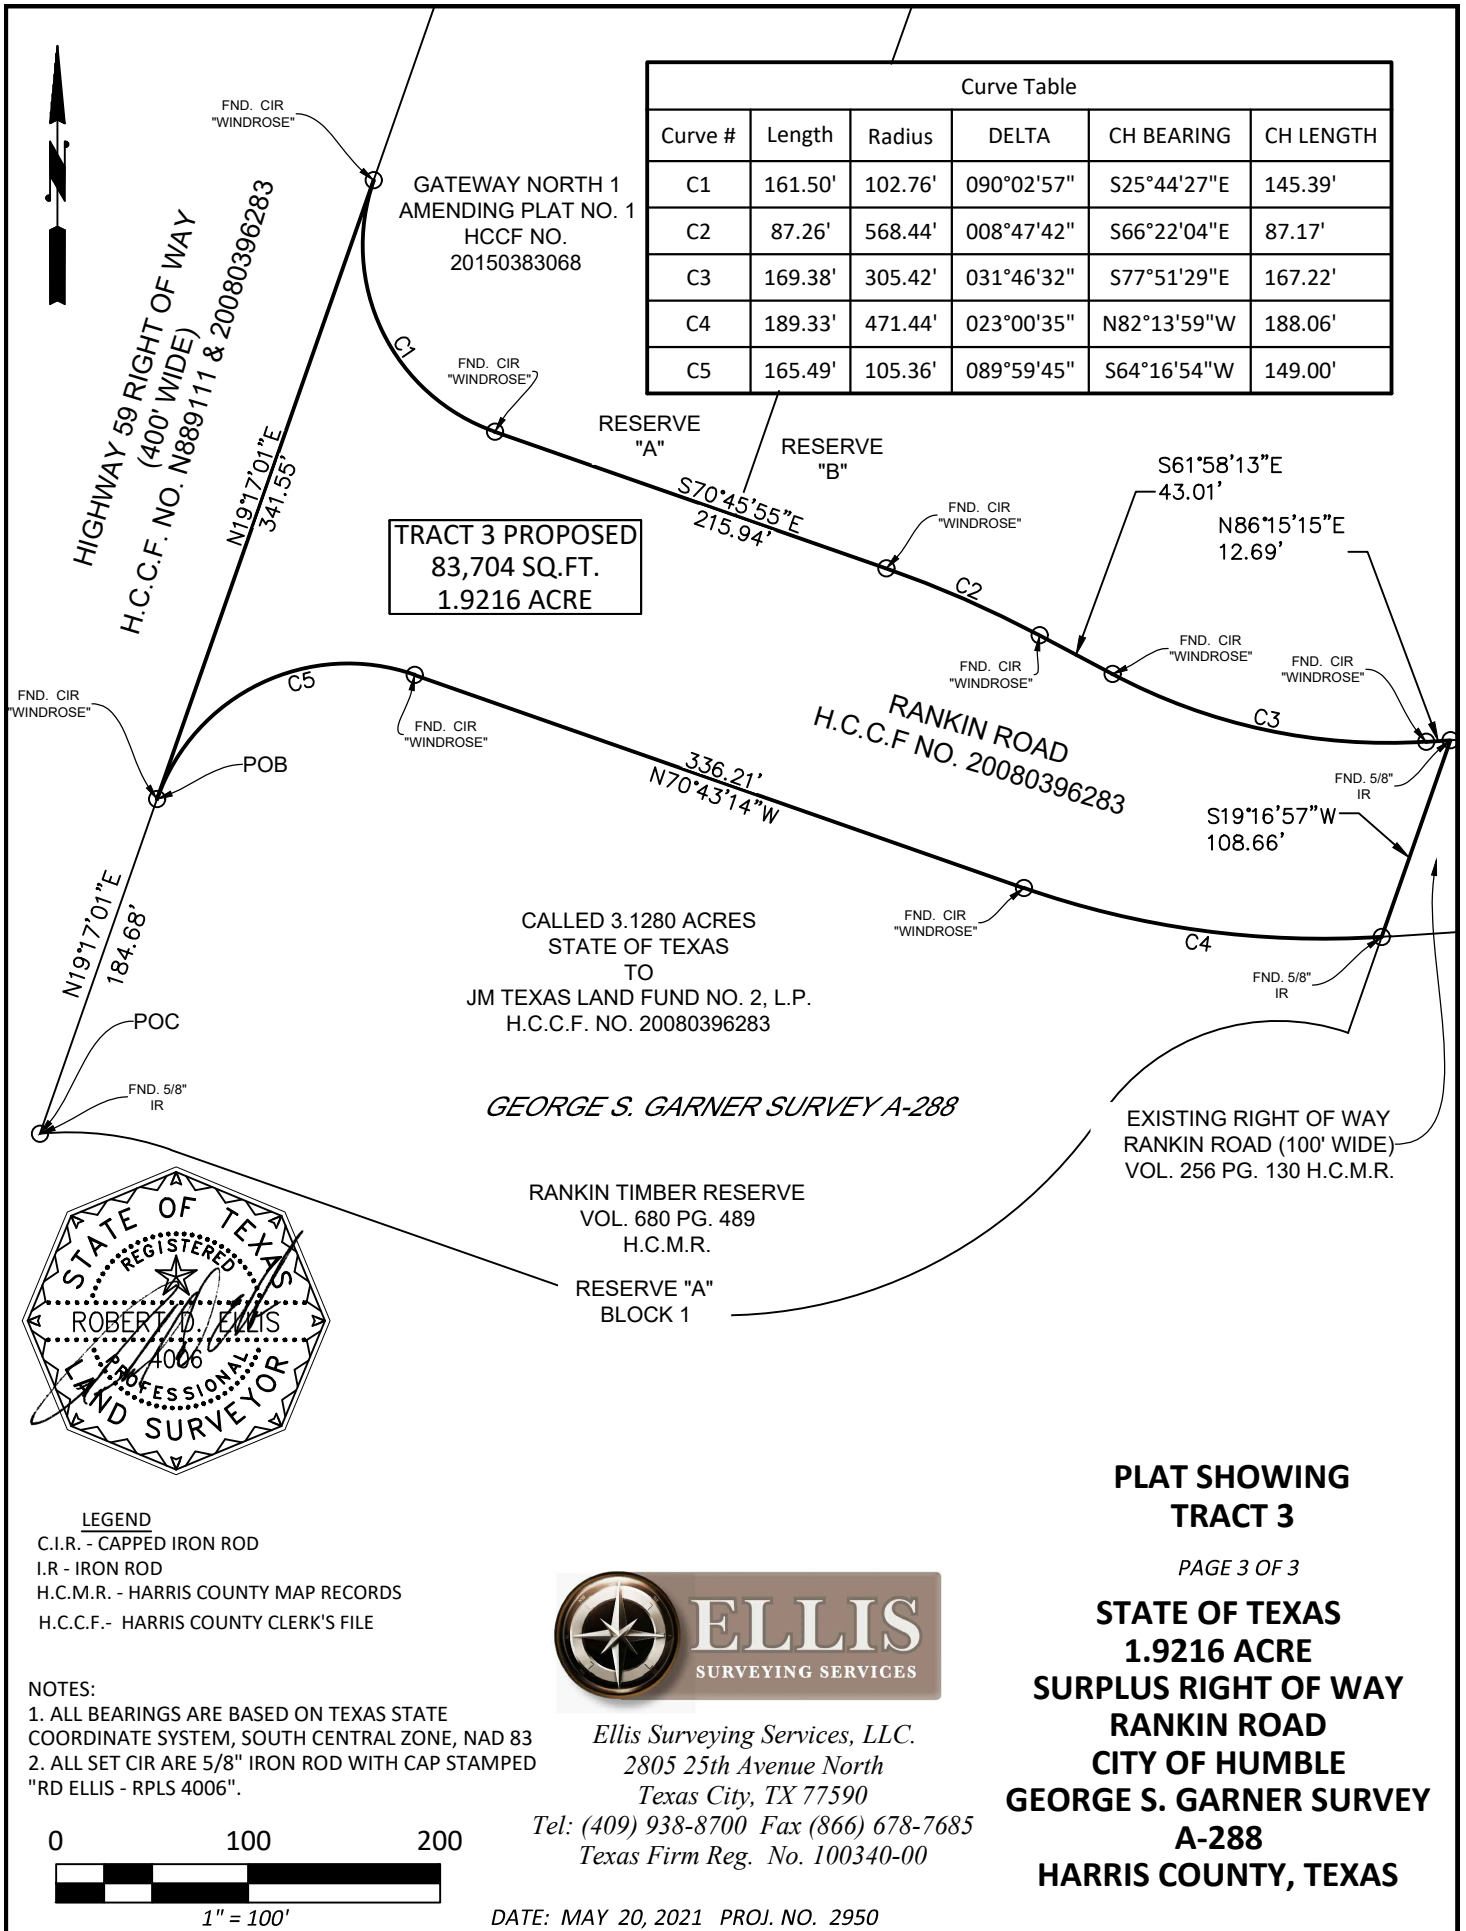 Curve Table
Curve # Length Radius DELTA CH BEARING CH LENGTH
C1 161.50' 102.76' 090°02'57" S25°44'27"E 145.39'
C2 87.26' 568.44' 008°47'42" S66°22'04"E 87.17'
C3 169.38' 305.42' 031°46'32" S77°51'29"E 167.22'
C4 189.33' 471.44' 023°00'35" N82°13'59"W 188.06'
C5 165.49' 105.36' 089°59'45" S64°16'54"W 149.00'
N
FND. CIR
"WINDROSE"
GATEWAY NORTH 1
AMENDING PLAT NO. 1
HCCF NO.
20150383068
HIGHWAY 59 RIGHT OF WAY
(400' WIDE)
H.C.C.F. NO. N889111 & 20080396283
N19°17'01"E
341.55'
C1
FND. CIR
"WINDROSE"
RESERVE
"A"
RESERVE
"B"
S70°45'55"E
215.94'
TRACT 3 PROPOSED
83,704 SQ.FT.
1.9216 ACRE
FND. CIR
"WINDROSE"
S61°58'13"E
43.01'
N86°15'15"E
12.69'
C2
FND. CIR
"WINDROSE"
FND. CIR
"WINDROSE"
FND. CIR
"WINDROSE"
C3
FND. CIR
"WINDROSE"
C5
FND. CIR
"WINDROSE"
POB
RANKIN ROAD
H.C.C.F NO. 20080396283
336.21'
N70°43'14"W
FND. 5/8"
IR
S19°16'57"W
108.66'
N19°17'01"E
184.68'
FND. CIR
"WINDROSE"
C4
FND. 5/8"
IR
CALLED 3.1280 ACRES
STATE OF TEXAS
TO
JM TEXAS LAND FUND NO. 2, L.P.
H.C.C.F. NO. 20080396283
POC
FND. 5/8"
IR
GEORGE S. GARNER SURVEY A-288
EXISTING RIGHT OF WAY
RANKIN ROAD (100' WIDE)
VOL. 256 PG. 130 H.C.M.R.
RANKIN TIMBER RESERVE
VOL. 680 PG. 489
H.C.M.R.
RESERVE "A"
BLOCK 1
STATE OF TEXAS
REGISTERED
ROBERT D. ELLIS
4006
PROFESSIONAL
LAND SURVEYOR
PLAT SHOWING
TRACT 3
PAGE 3 OF 3
STATE OF TEXAS
1.9216 ACRE
SURPLUS RIGHT OF WAY
RANKIN ROAD
CITY OF HUMBLE
GEORGE S. GARNER SURVEY
A-288
HARRIS COUNTY, TEXAS
LEGEND
C.I.R. - CAPPED IRON ROD
I.R - IRON ROD
H.C.M.R. - HARRIS COUNTY MAP RECORDS
H.C.C.F.- HARRIS COUNTY CLERK'S FILE
NOTES:
1. ALL BEARINGS ARE BASED ON TEXAS STATE
COORDINATE SYSTEM, SOUTH CENTRAL ZONE, NAD 83
2. ALL SET CIR ARE 5/8" IRON ROD WITH CAP STAMPED
"RD ELLIS - RPLS 4006".
0 100 200
1" = 100'
ELLIS
SURVEYING SERVICES
Ellis Surveying Services, LLC.
2805 25th Avenue North
Texas City, TX 77590
Tel: (409) 938-8700 Fax (866) 678-7685
Texas Firm Reg. No. 100340-00
DATE: MAY 20, 2021 PROJ. NO. 2950